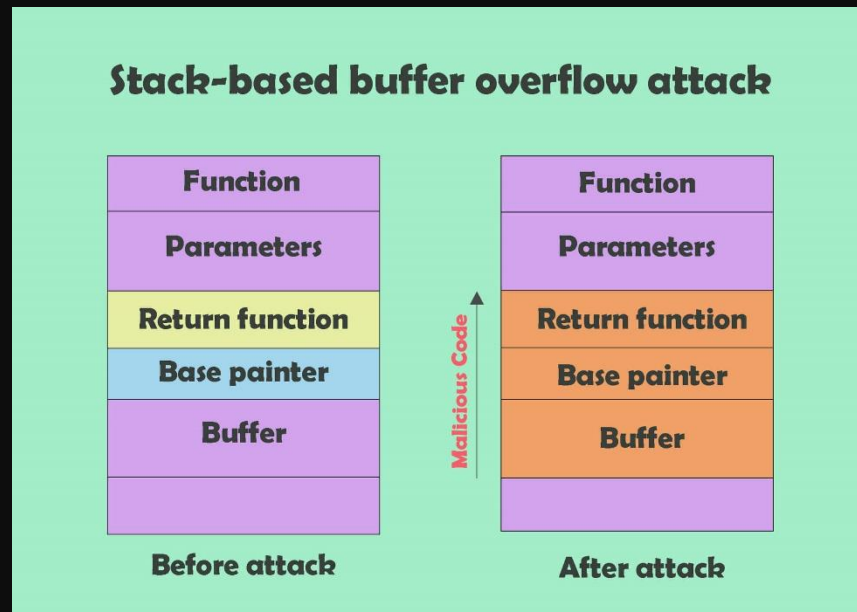 Stack-based buffer overflow attack
Function
Parameters
Return function
Base painter
Buffer
Before attack
Malicious Code
Function
Parameters
Return function
Base painter
Buffer
After attack